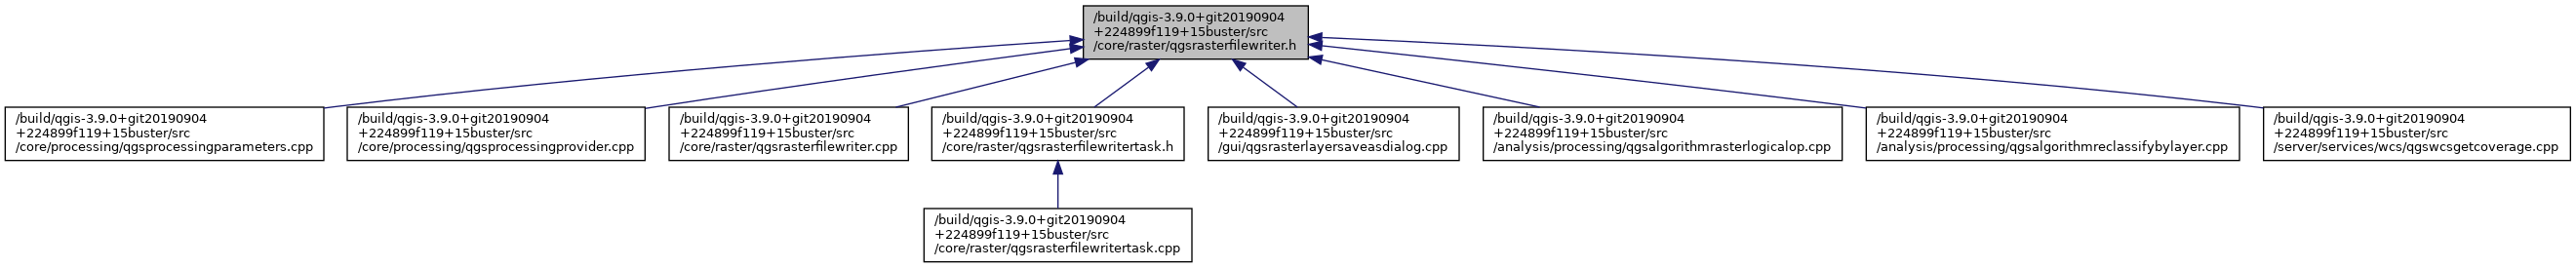 /build/qgis-3.9.0+git20190904
+224899f119+15buster/src
/core/raster/qgsrasterfilewriter.h
/build/qgis-3.9.0+git20190904
+224899f119+15buster/src
/core/processing/qgsprocessingparameters.cpp
/build/qgis-3.9.0+git20190904
+224899f119+15buster/src
/core/processing/qgsprocessingprovider.cpp
/build/qgis-3.9.0+git20190904
+224899f119+15buster/src
/core/raster/qgsrasterfilewriter.cpp
/build/qgis-3.9.0+git20190904
+224899f119+15buster/src
/core/raster/qgsrasterfilewritertask.h
/build/qgis-3.9.0+git20190904
+224899f119+15buster/src
/gui/qgsrasterlayersaveasdialog.cpp
/build/qgis-3.9.0+git20190904
+224899f119+15buster/src
/analysis/processing/qgsalgorithmrasterlogicalop.cpp
/build/qgis-3.9.0+git20190904
+224899f119+15buster/src
/analysis/processing/qgsalgorithmreclassifybylayer.cpp
/build/qgis-3.9.0+git20190904
+224899f119+15buster/src
/server/services/wcs/qgswcsgetcoverage.cpp
/build/qgis-3.9.0+git20190904
+224899f119+15buster/src
/core/raster/qgsrasterfilewritertask.cpp